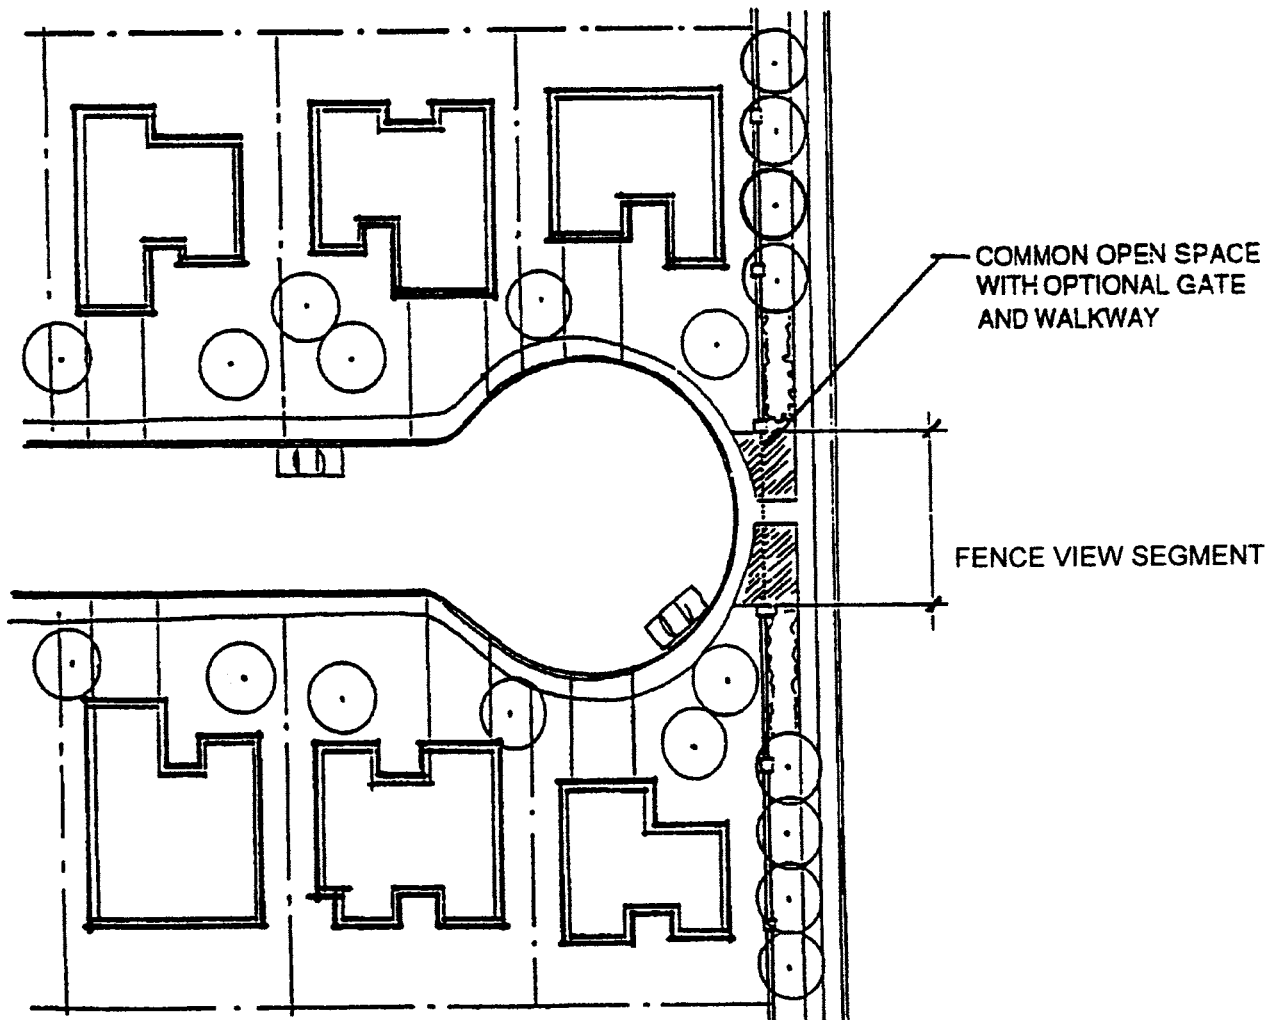 COMMON OPEN SPACE
WITH OPTIONAL GATE
AND WALKWAY
FENCE VIEW SEGMENT